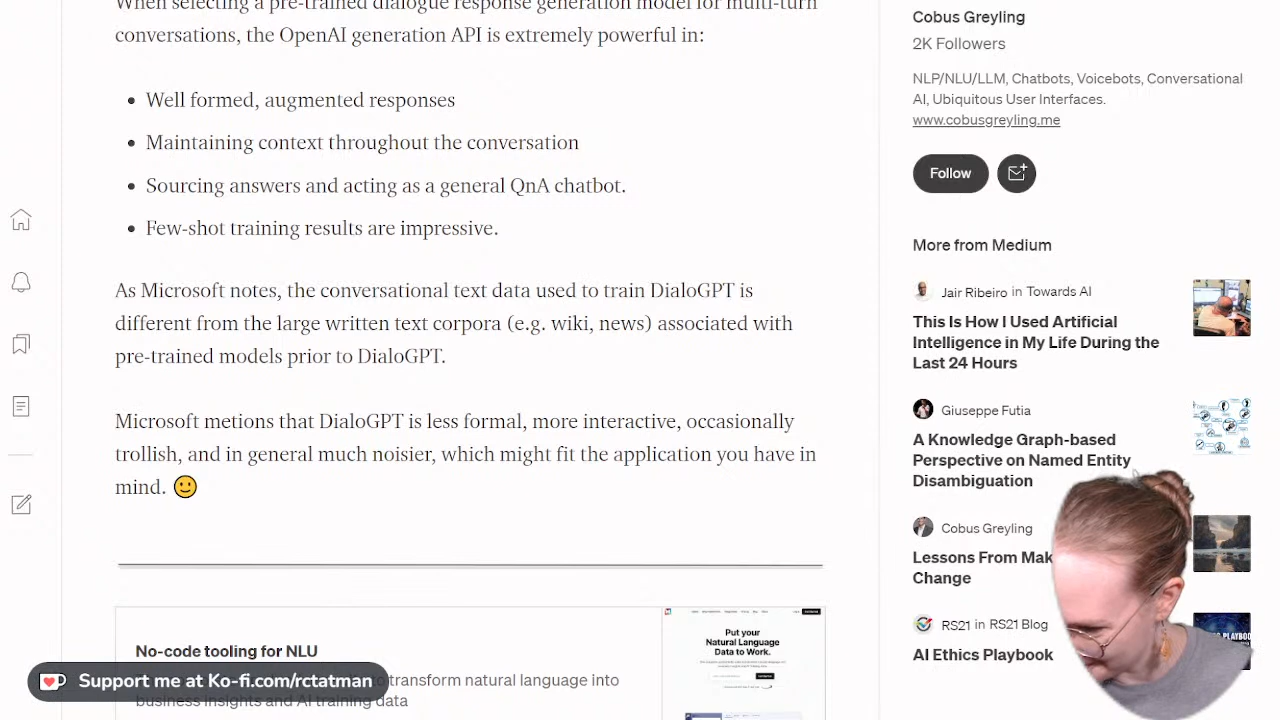 When selecting a pre-trained dialogue response generation model for multi-turn
conversations, the OpenAI generation API is extremely powerful in:
Well formed, augmented responses
Maintaining context throughout the conversation
Sourcing answers and acting as a general QnA chatbot.
Few-shot training results are impressive.
As Microsoft notes, the conversational text data used to train DialoGPT is
different from the large written text corpora (e.g. wiki, news) associated with
pre-trained models prior to DialoGPT.
Microsoft metions that DialoGPT is less formal, more interactive, occasionally
trollish, and in general much noisier, which might fit the application you have in
mind. 🙂
No-code tooling for NLU
to transform natural language into
business insights and AI training data
Put your
Natural Language
Data to Work.
Support me at Ko-fi.com/rctatman
Cobus Greyling
2K Followers
NLP/NLU/LLM, Chatbots, Voicebots, Conversational
AI, Ubiquitous User Interfaces.
www.cobusgreyling.me
Follow
More from Medium
Jair Ribeiro in Towards AI
This Is How I Used Artificial
Intelligence in My Life During the
Last 24 Hours
Giuseppe Futia
A Knowledge Graph-based
Perspective on Named Entity
Disambiguation
Cobus Greyling
Lessons From Mak
Change
RS21 in RS21 Blog
AI Ethics Playbook